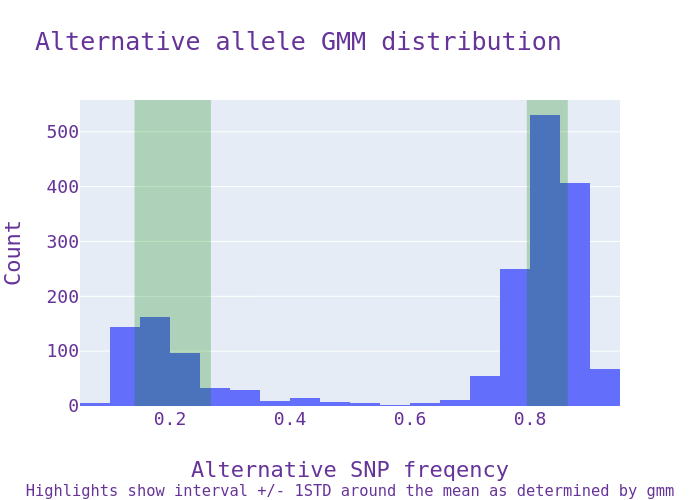 Alternative allele GMM distribution
Count
500
400
300
200
100
0
0.2 0.4 0.6 0.8
Alternative SNP freqency
Highlights show interval +/- 1STD around the mean as determined by gmm